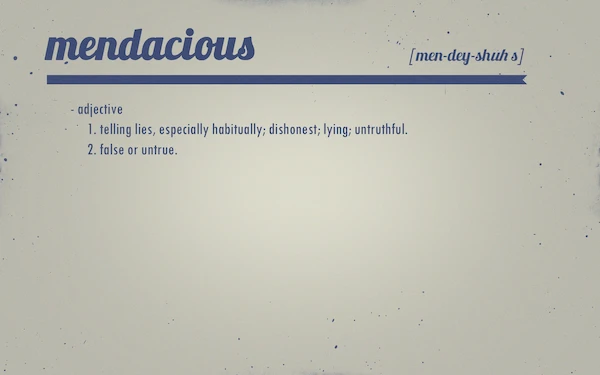 mendacious [men-dey-shuh s]
- adjective
1. telling lies, especially habitually; dishonest; lying; untruthful.
2. false or untrue.